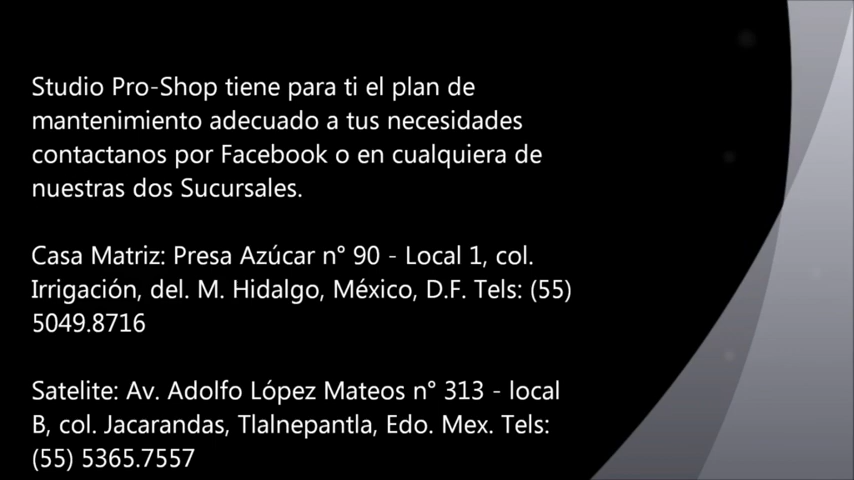 Studio Pro-Shop tiene para ti el plan de
mantenimiento adecuado a tus necesidades
contactanos por Facebook o en cualquiera de
nuestras dos Sucursales.
Casa Matriz: Presa Azúcar n° 90 - Local 1, col.
Irrigación, del. M. Hidalgo, México, D.F. Tels: (55)
5049.8716
Satelite: Av. Adolfo López Mateos n° 313 - local
B, col. Jacarandas, Tlalnepantla, Edo. Mex. Tels:
(55) 5365.7557